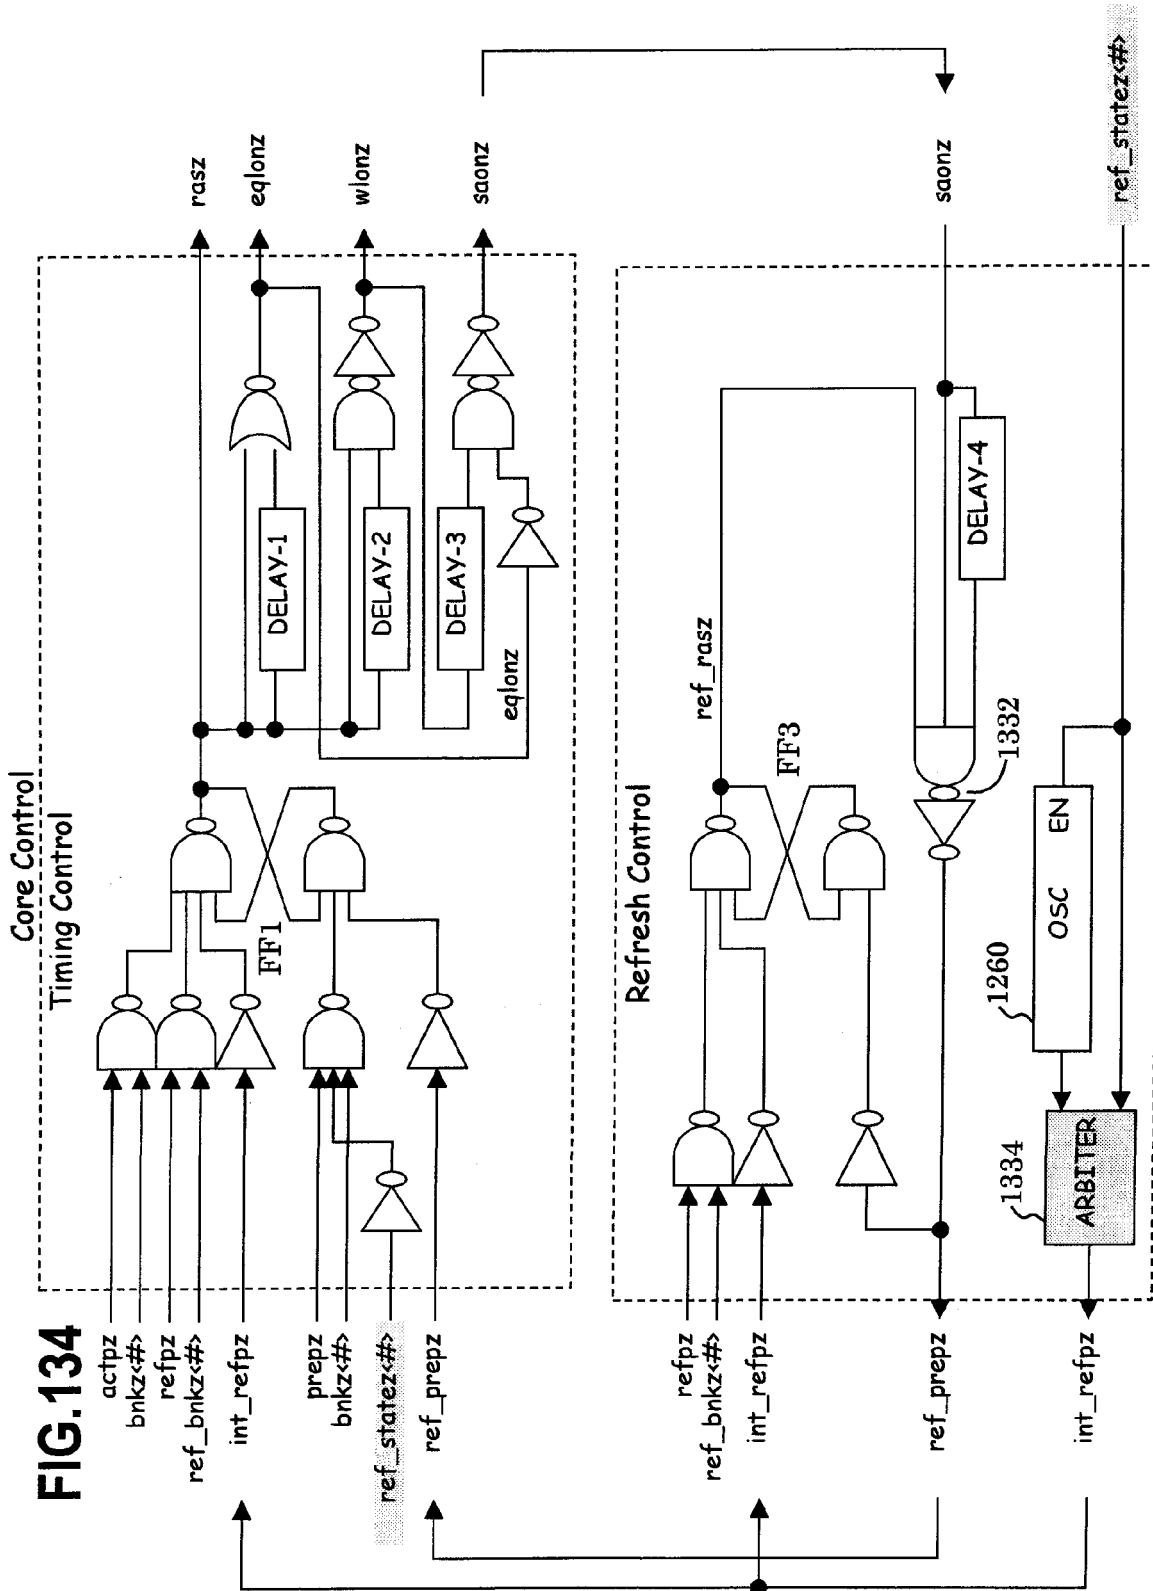 FIG.134
Core Control
Timing Control
actpz
bnkz<#>
refpz
ref_bnkz<#>
int_refpz
prepz
bnkz<#>
ref_statez<#>
ref_prepz
FF1
DELAY-1
DELAY-2
DELAY-3
eqlonz
rasz
eqlonz
wlonz
saonz
Refresh Control
refpz
ref_bnkz<#>
int_refpz
ref_prepz
int_refpz
FF3
ref_rasz
1332
DELAY-4
1260
OSC EN
1334
ARBITER
saonz
ref_statez<#>